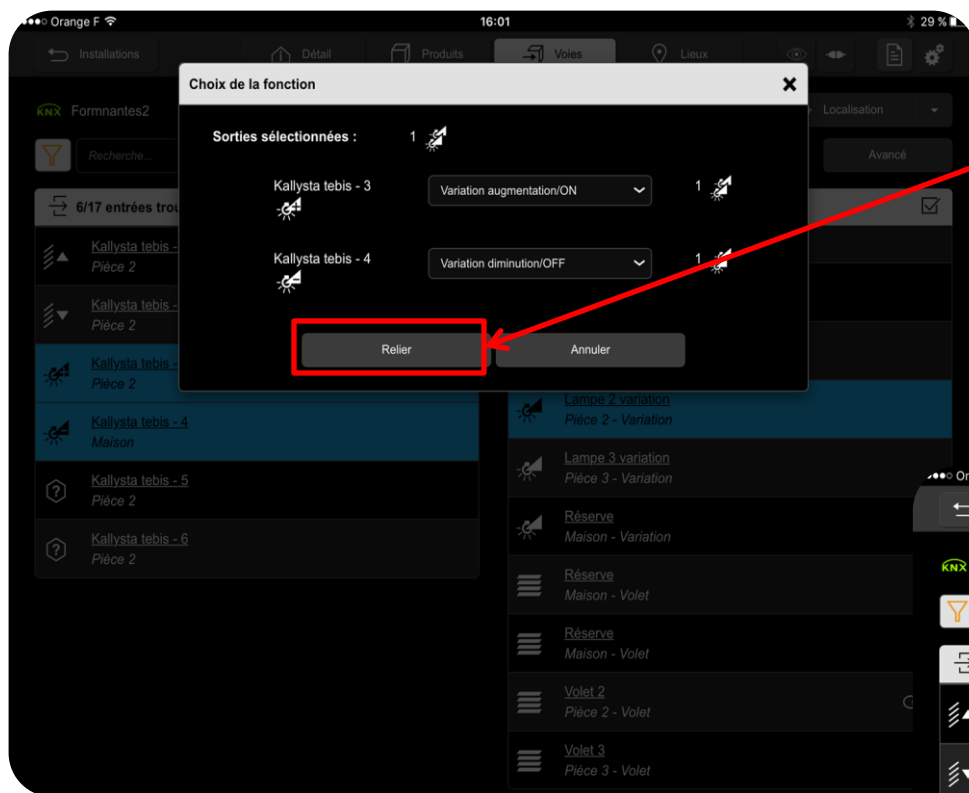 Orange F 16:01 29 %
Installations Détail Produits Voies Lieux
Choix de la fonction
KNX Formnantes2 Localisation
Sorties sélectionnées : 1
Recherche... Avancé
Kallysta tebis - 3 Variation augmentation/ON 1
6/17 entrées trou
Kallysta tebis -
Pièce 2
Kallysta tebis - 4 Variation diminution/OFF 1
Kallysta tebis -
Pièce 2
Relier Annuler
Kallysta tebis -
Pièce 2
Lampe 2 variation
Pièce 2 - Variation
Kallysta tebis - 4
Maison
Lampe 3 variation
Pièce 3 - Variation
Kallysta tebis - 5
Pièce 2
Réserve
Maison - Variation
Kallysta tebis - 6
Pièce 2
Réserve
Maison - Volet
Réserve
Maison - Volet
Volet 2
Pièce 2 - Volet
Volet 3
Pièce 3 - Volet
Or
KNX